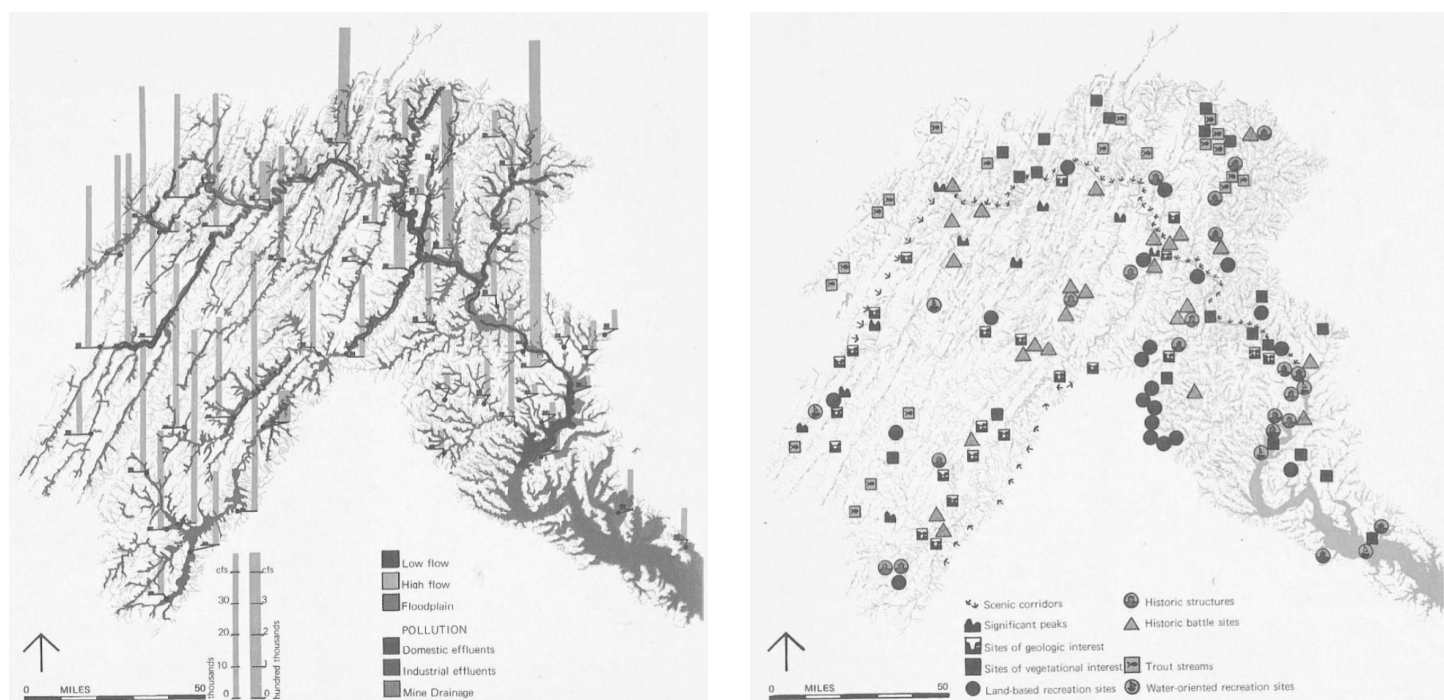 cfs
cfs
30
3
20
2
10
1
0
0
thousands
hundred thousands
Low flow
High flow
Floodplain
POLLUTION
Domestic effluents
Industrial effluents
Mine Drainage
0 MILES 50
Scenic corridors
Significant peaks
Sites of geologic interest
Sites of vegetational interest
Land-based recreation sites
Historic structures
Historic battle sites
Trout streams
Water-oriented recreation sites
0 MILES 50